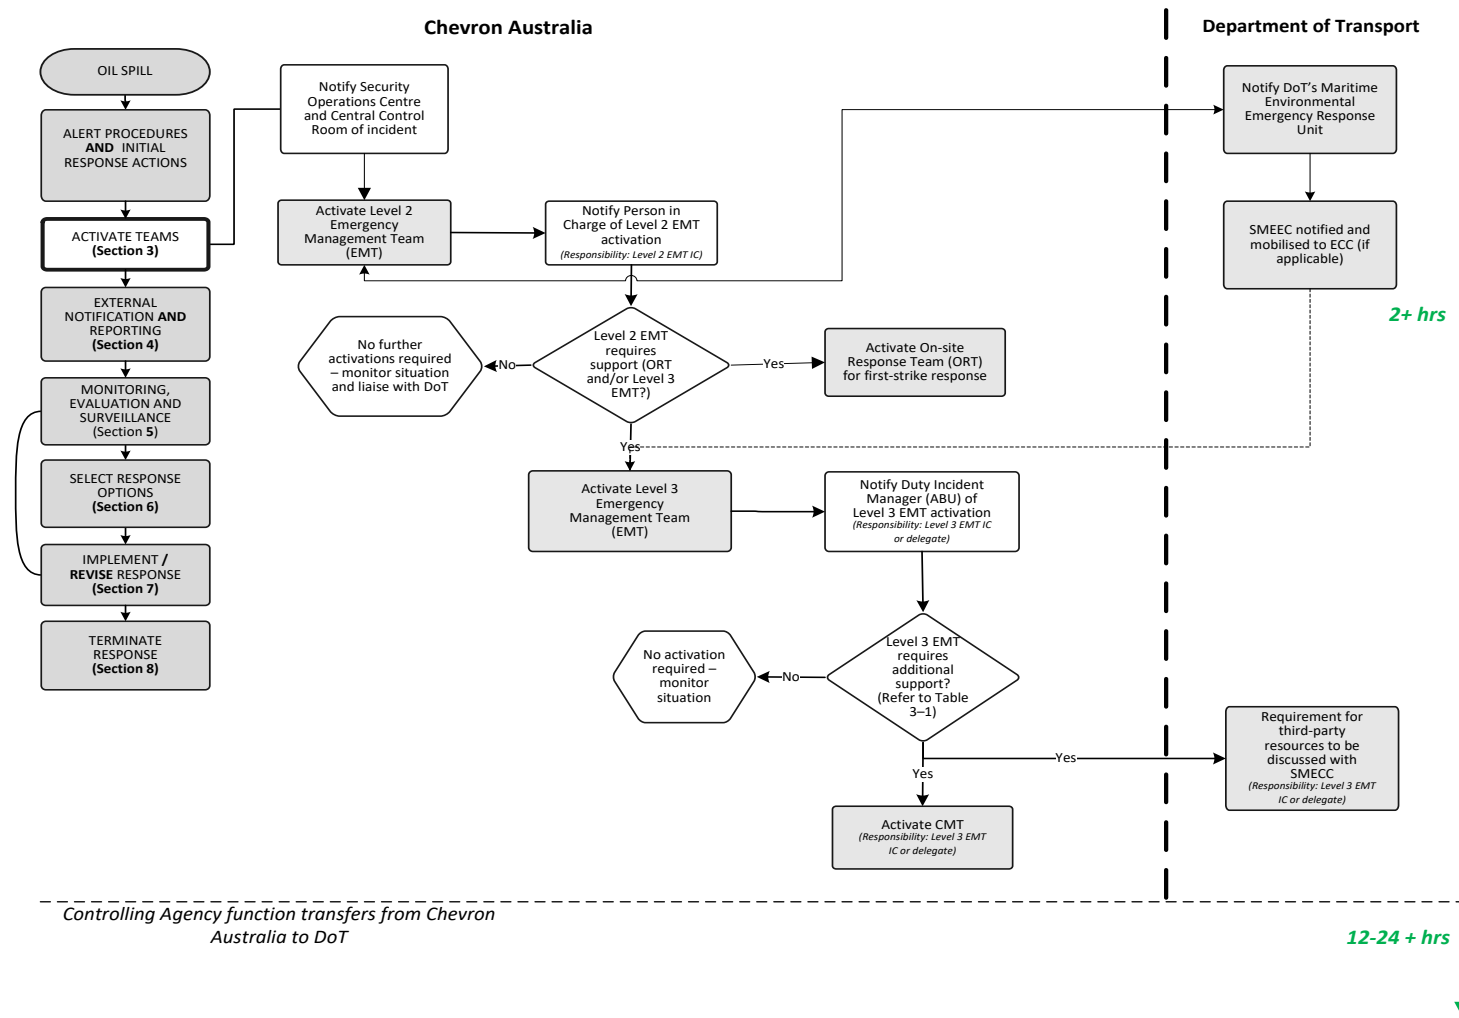 Chevron Australia
Department of Transport
OIL SPILL
ALERT PROCEDURES
AND INITIAL
RESPONSE ACTIONS
ACTIVATE TEAMS
(Section 3)
EXTERNAL
NOTIFICATION AND
REPORTING
(Section 4)
MONITORING,
EVALUATION AND
SURVEILLANCE
(Section 5)
SELECT RESPONSE
OPTIONS
(Section 6)
IMPLEMENT /
REVISE RESPONSE
(Section 7)
TERMINATE
RESPONSE
(Section 8)
Notify Security
Operations Centre
and Central Control
Room of incident
Activate Level 2
Emergency
Management Team
(EMT)
Notify Person in
Charge of Level 2 EMT
activation
(Responsibility: Level 2 EMT IC)
Level 2 EMT
requires
support (ORT
and/or Level 3
EMT?)
No
No further
activations required
– monitor situation
and liaise with DoT
Yes
Activate On-site
Response Team (ORT)
for first-strike response
Yes
Activate Level 3
Emergency
Management Team
(EMT)
Notify Duty Incident
Manager (ABU) of
Level 3 EMT activation
(Responsibility: Level 3 EMT IC
or delegate)
Level 3 EMT
requires
additional
support?
(Refer to Table
3–1)
No
No activation
required –
monitor
situation
Yes
Yes
Activate CMT
(Responsibility: Level 3 EMT
IC or delegate)
Notify DoT's Maritime
Environmental
Emergency Response
Unit
SMEEC notified and
mobilised to ECC (if
applicable)
2+ hrs
Requirement for
third-party
resources to be
discussed with
SMECC
(Responsibility: Level 3 EMT
IC or delegate)
Controlling Agency function transfers from Chevron
Australia to DoT
12-24 + hrs